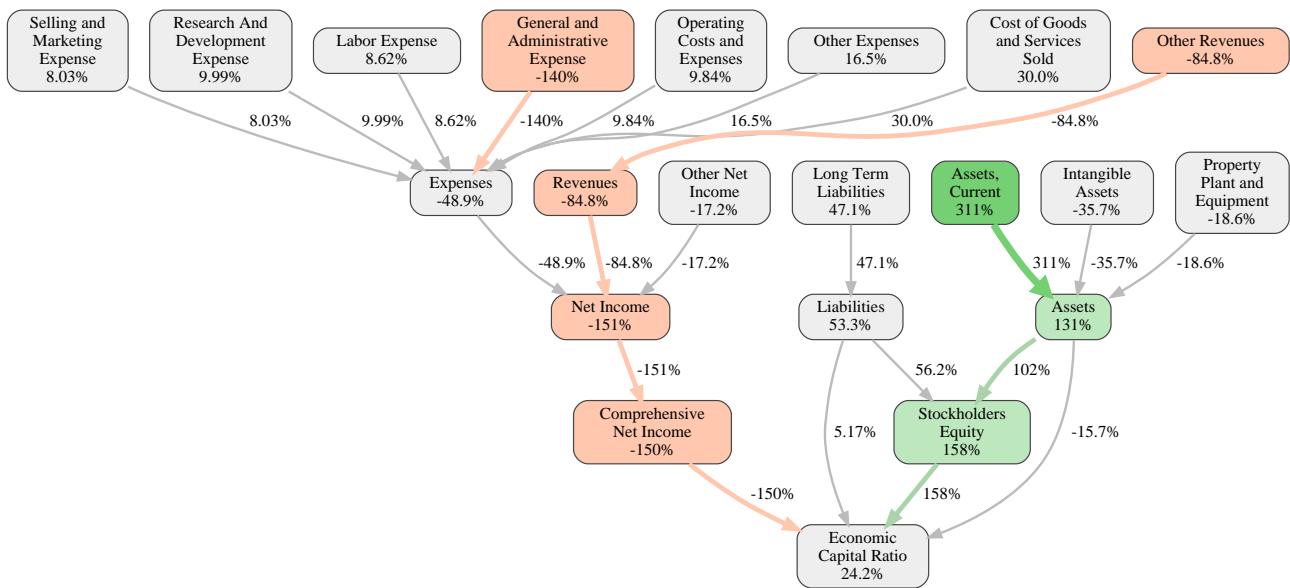 Selling and
Marketing
Expense
8.03%
Research And
Development
Expense
9.99%
Labor Expense
8.62%
General and
Administrative
Expense
-140%
Operating
Costs and
Expenses
9.84%
Other Expenses
16.5%
Cost of Goods
and Services
Sold
30.0%
Other Revenues
-84.8%
8.03%
9.99%
8.62%
-140%
9.84%
16.5%
30.0%
-84.8%
Expenses
-48.9%
Revenues
-84.8%
Other Net
Income
-17.2%
Long Term
Liabilities
47.1%
Assets,
Current
311%
Intangible
Assets
-35.7%
Property
Plant and
Equipment
-18.6%
-48.9%
-84.8%
-17.2%
47.1%
311%
-35.7%
-18.6%
Net Income
-151%
Liabilities
53.3%
Assets
131%
-151%
56.2%
102%
Comprehensive
Net Income
-150%
5.17%
Stockholders
Equity
158%
-15.7%
-150%
158%
Economic
Capital Ratio
24.2%